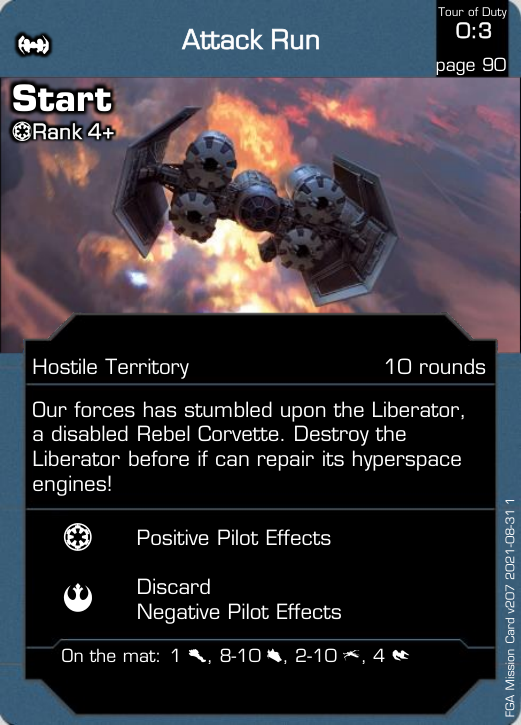 Attack Run
Tour of Duty
0:3
page 90
Start
Rank 4+
Hostile Territory 10 rounds
Our forces has stumbled upon the Liberator,
a disabled Rebel Corvette. Destroy the
Liberator before if can repair its hyperspace
engines!
Positive Pilot Effects
Discard
Negative Pilot Effects
On the mat: 1 , 8-10 , 2-10 , 4
FGA Mission Card v207 2021-08-31 1